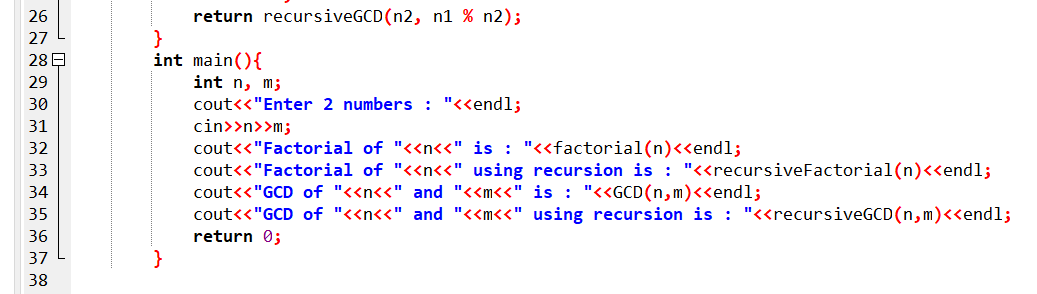 26 return recursiveGCD(n2, n1 % n2);
27 }
28 int main(){
29 int n, m;
30 cout<<"Enter 2 numbers : "<<endl;
31 cin>>n>>m;
32 cout<<"Factorial of "<<n<<" is : "<<factorial(n)<<endl;
33 cout<<"Factorial of "<<n<<" using recursion is : "<<recursiveFactorial(n)<<endl;
34 cout<<"GCD of "<<n<<" and "<<m<<" is : "<<GCD(n,m)<<endl;
35 cout<<"GCD of "<<n<<" and "<<m<<" using recursion is : "<<recursiveGCD(n,m)<<endl;
36 return 0;
37 }
38